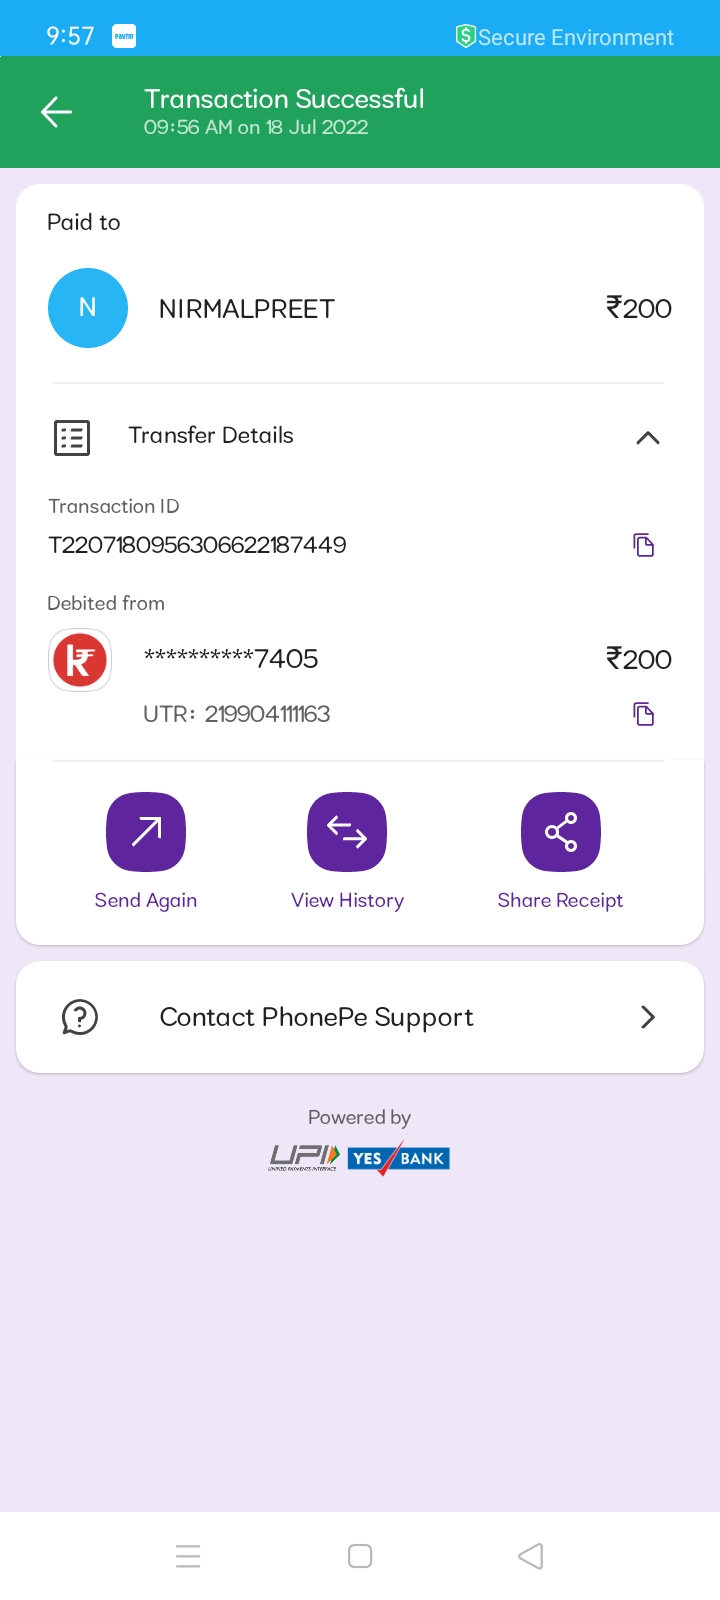 9:57 Paytm Secure Environment
Transaction Successful
09:56 AM on 18 Jul 2022
Paid to
N NIRMALPREET ₹200
Transfer Details
Transaction ID
T2207180956306622187449
Debited from
**********7405 ₹200
UTR: 219904111163
Send Again View History Share Receipt
Contact PhonePe Support
Powered by
UPI YES BANK
UNIFIED PAYMENTS INTERFACE